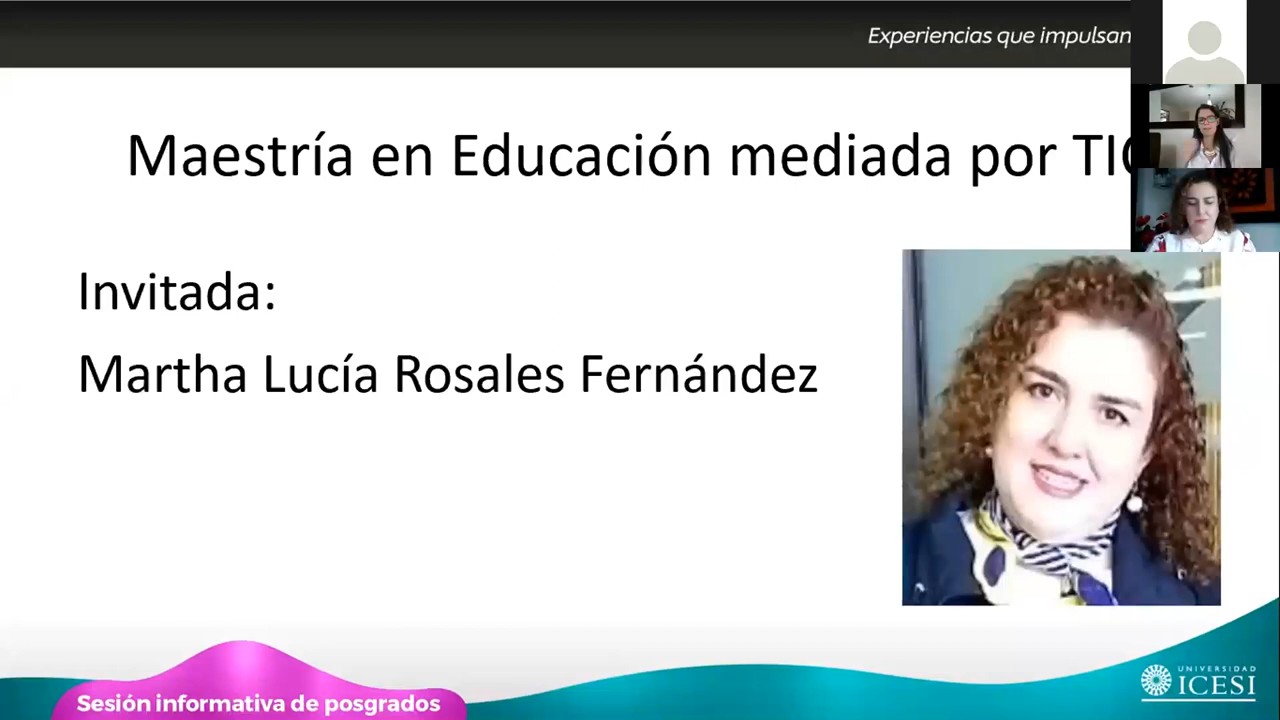 Experiencias que impulsan
Maestría en Educación mediada por
Invitada:
Martha Lucía Rosales Fernández
Sesión informativa de posgrados
UNIVERSIDAD
ICESI